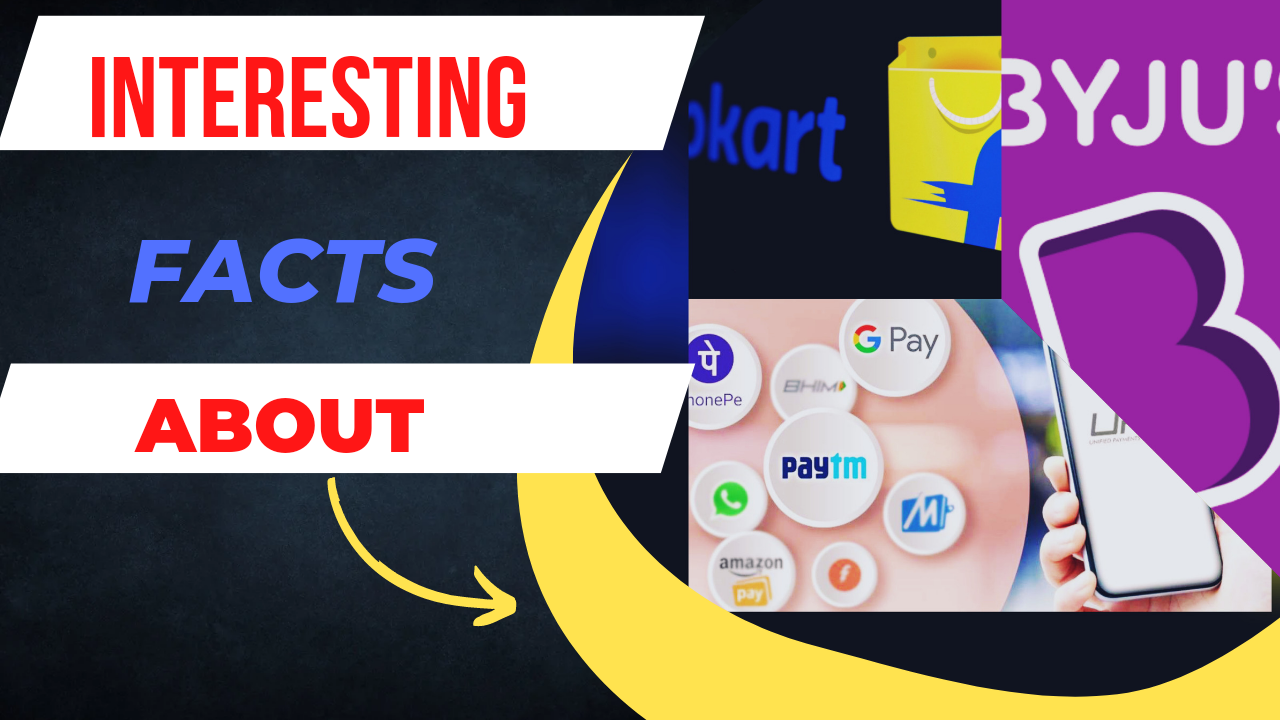 INTERESTING
FACTS
ABOUT
pkart
BYJU'S
B
G Pay
पे
honePe
BHIM
paytm
amazon
pay